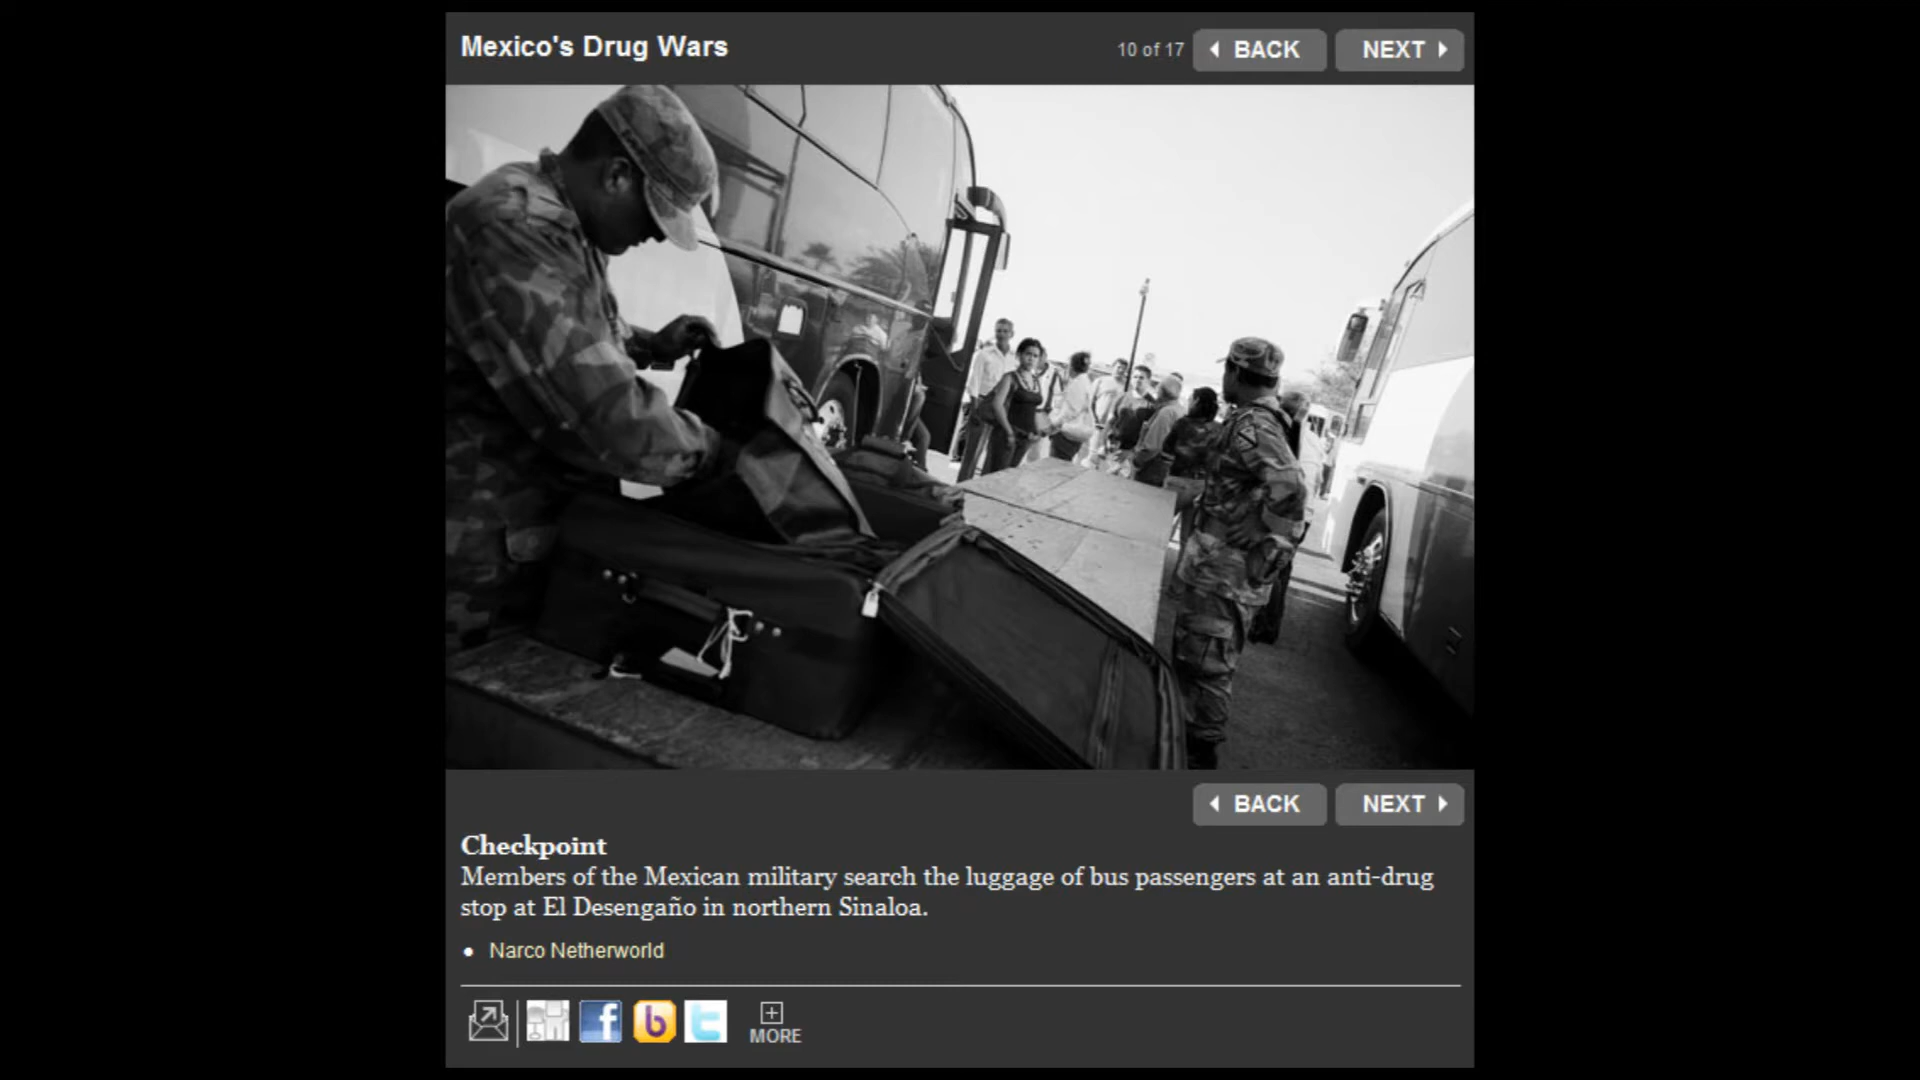 Mexico's Drug Wars
10 of 17
BACK
NEXT
BACK
NEXT
Checkpoint
Members of the Mexican military search the luggage of bus passengers at an anti-drug
stop at El Desengaño in northern Sinaloa.
Narco Netherworld
MORE